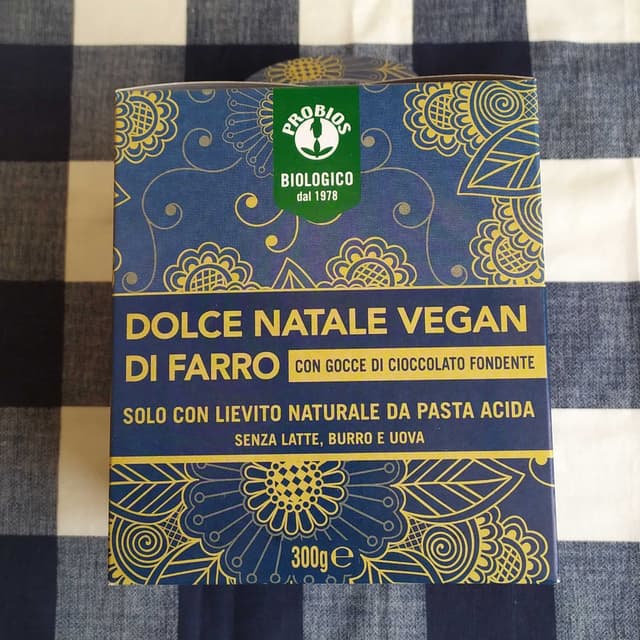 PROBIOS
BIOLOGICO
dal 1978
DOLCE NATALE VEGAN
DI FARRO CON GOCCE DI CIOCCOLATO FONDENTE
SOLO CON LIEVITO NATURALE DA PASTA ACIDA
SENZA LATTE, BURRO E UOVA
300g℮